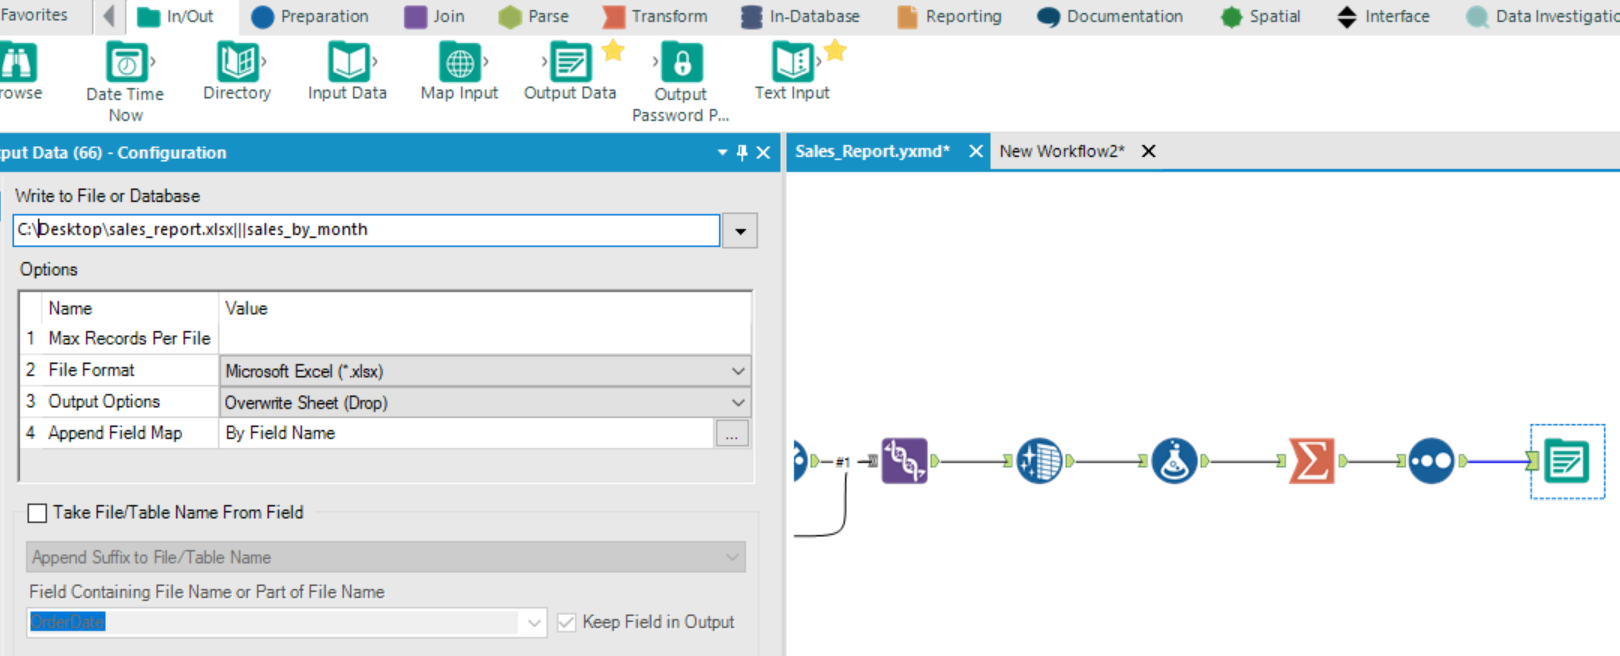 Favorites In/Out Preparation Join Parse Transform In-Database Reporting Documentation Spatial Interface Data Investigatio
rowse Date Time Now Directory Input Data Map Input Output Data Output Password P... Text Input
put Data (66) - Configuration
Sales_Report.yxmd* New Workflow2*
Write to File or Database
C:\Desktop\sales_report.xlsx|||sales_by_month
Options
Name Value
1 Max Records Per File
2 File Format Microsoft Excel (*.xlsx)
3 Output Options Overwrite Sheet (Drop)
4 Append Field Map By Field Name ...
#1
Take File/Table Name From Field
Append Suffix to File/Table Name
Field Containing File Name or Part of File Name
OrderDate Keep Field in Output